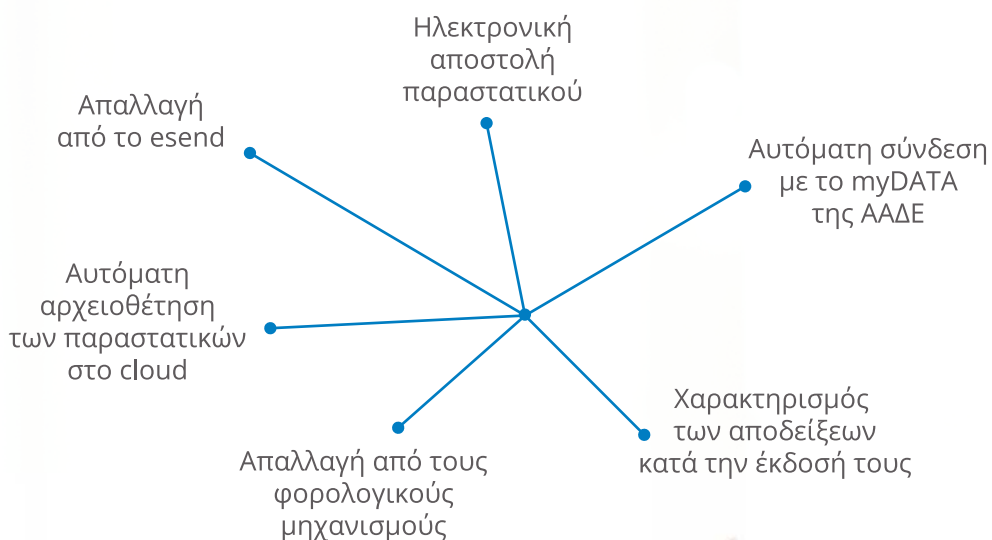 Ηλεκτρονική
αποστολή
παραστατικού
Απαλλαγή
από το esend
Αυτόματη σύνδεση
με το myDATA
της ΑΑΔΕ
Αυτόματη
αρχειοθέτηση
των παραστατικών
στο cloud
Χαρακτηρισμός
των αποδείξεων
κατά την έκδοσή τους
Απαλλαγή από τους
φορολογικούς
μηχανισμούς